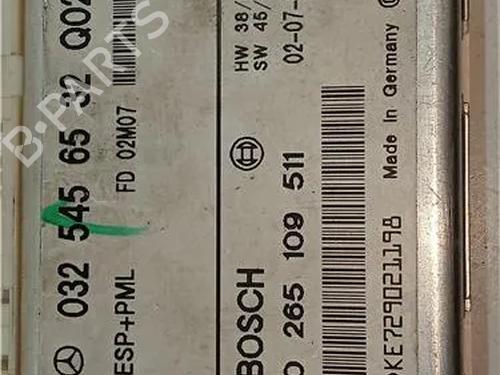 032 545 65 32 Q02
ESP+PML FD 02M07
HW 38/
SW 45/
02-07-
BOSCH
0 265 109 511
Made in Germany
KE729021198
B-PARTS